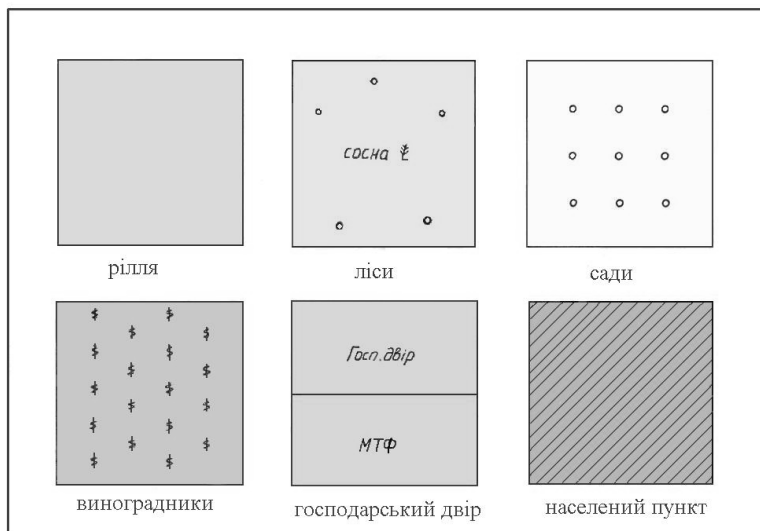 сосна
рілля
ліси
сади
Госп.двір
МТФ
виноградники
господарський двір
населений пункт